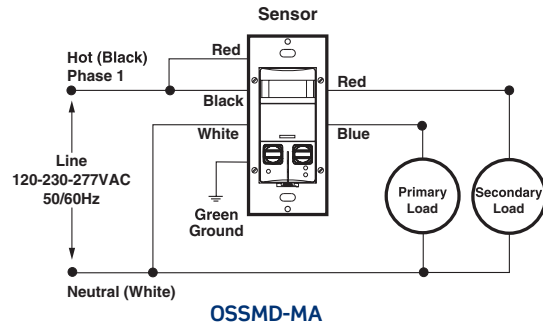 Sensor
Hot (Black)
Phase 1
Red
Black
White
Red
Blue
Line
120-230-277VAC
50/60Hz
Green
Ground
Primary
Load
Secondary
Load
Neutral (White)
OSSMD-MA